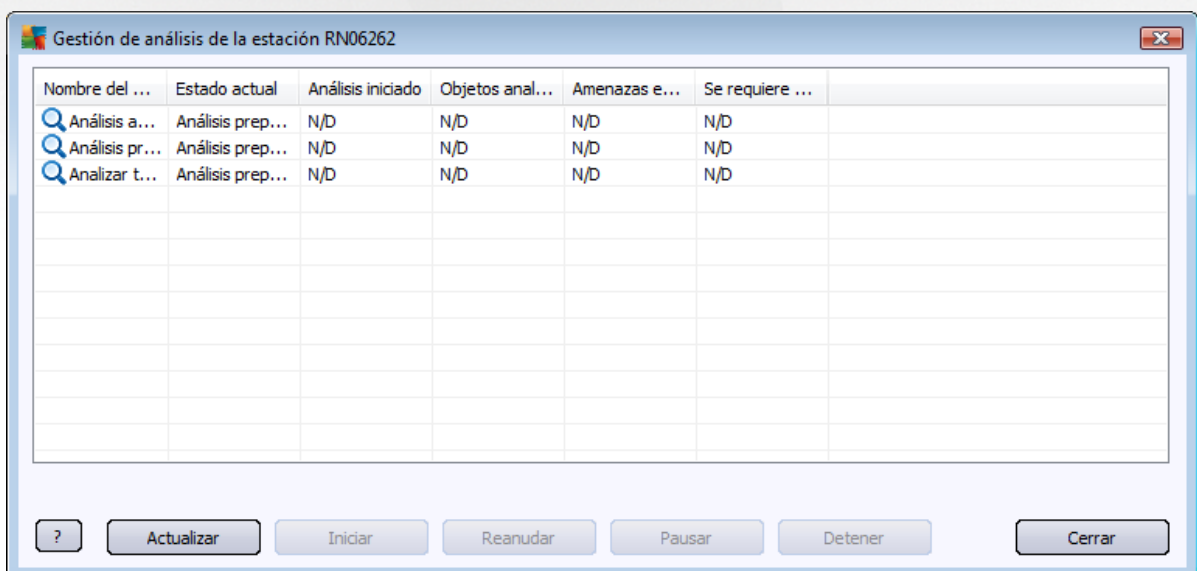 Gestión de análisis de la estación RN06262
Nombre del ... Estado actual Análisis iniciado Objetos anal... Amenazas e... Se requiere ...
Análisis a... Análisis prep... N/D N/D N/D N/D
Análisis pr... Análisis prep... N/D N/D N/D N/D
Analizar t... Análisis prep... N/D N/D N/D N/D
? Actualizar Iniciar Reanudar Pausar Detener Cerrar